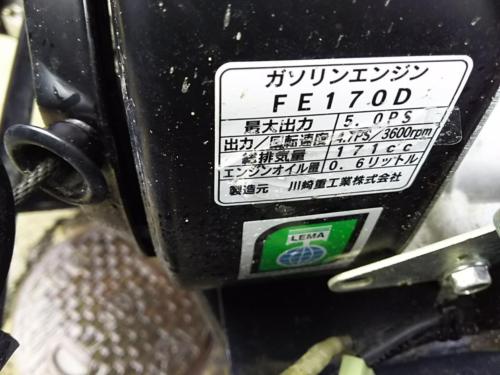 ガソリンエンジン
FE170D
最大出力 5.0PS
出力/回転速度 4.7PS/3600rpm
総排気量 171cc
エンジンオイル量 0.6リットル
製造元 川崎重工業株式会社
LEMA